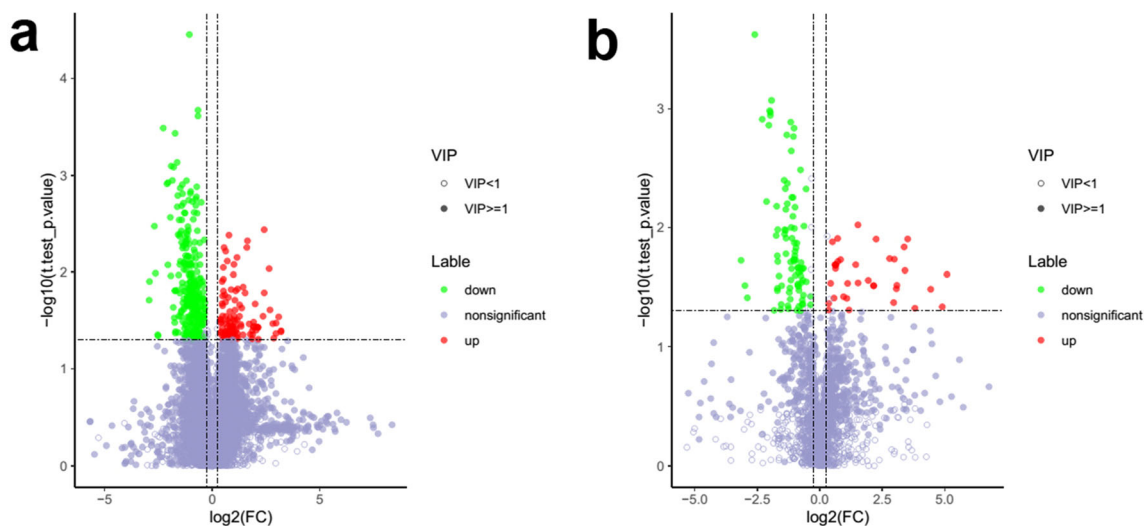 a
4
3
2
1
0
−log10(t.test_p.value)
−5
0
5
log2(FC)
VIP
VIP<1
VIP>=1
Lable
down
nonsignificant
up
b
3
2
1
0
−log10(t.test_p.value)
−5.0
−2.5
0.0
2.5
5.0
log2(FC)
VIP
VIP<1
VIP>=1
Lable
down
nonsignificant
up